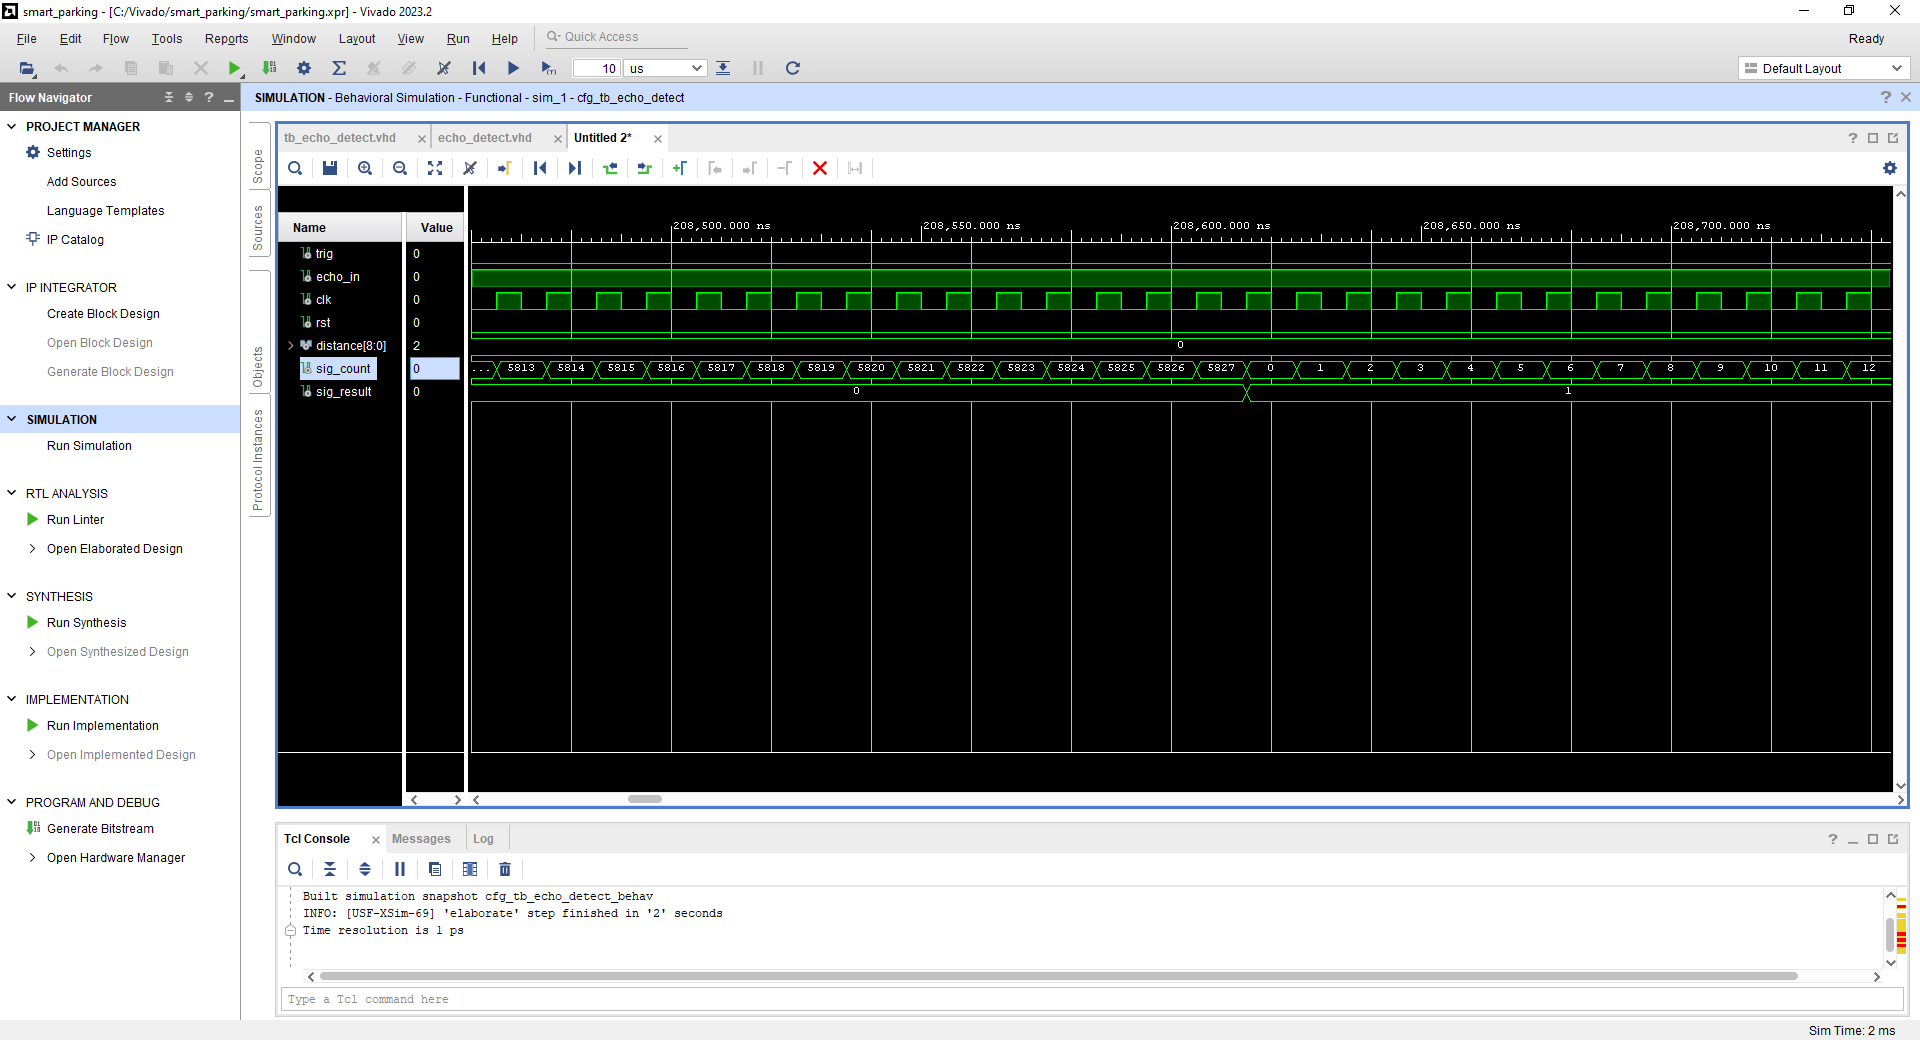 smart_parking - [C:/Vivado/smart_parking/smart_parking.xpr] - Vivado 2023.2
File Edit Flow Tools Reports Window Layout View Run Help Quick Access Ready
10 us Default Layout
Flow Navigator
PROJECT MANAGER
Settings
Add Sources
Language Templates
IP Catalog
IP INTEGRATOR
Create Block Design
Open Block Design
Generate Block Design
SIMULATION
Run Simulation
RTL ANALYSIS
Run Linter
Open Elaborated Design
SYNTHESIS
Run Synthesis
Open Synthesized Design
IMPLEMENTATION
Run Implementation
Open Implemented Design
PROGRAM AND DEBUG
Generate Bitstream
Open Hardware Manager
SIMULATION - Behavioral Simulation - Functional - sim_1 - cfg_tb_echo_detect
Scope
Sources
Objects
Protocol Instances
tb_echo_detect.vhd echo_detect.vhd Untitled 2*
Name Value
208,500.000 ns 208,550.000 ns 208,600.000 ns 208,650.000 ns 208,700.000 ns
trig 0
echo_in 0
clk 0
rst 0
distance[8:0] 2 0
sig_count 0 ... 5813 5814 5815 5816 5817 5818 5819 5820 5821 5822 5823 5824 5825 5826 5827 0 1 2 3 4 5 6 7 8 9 10 11 12
sig_result 0 0 1
Tcl Console Messages Log
Built simulation snapshot cfg_tb_echo_detect_behav
INFO: [USF-XSim-69] 'elaborate' step finished in '2' seconds
Time resolution is 1 ps
Type a Tcl command here
Sim Time: 2 ms